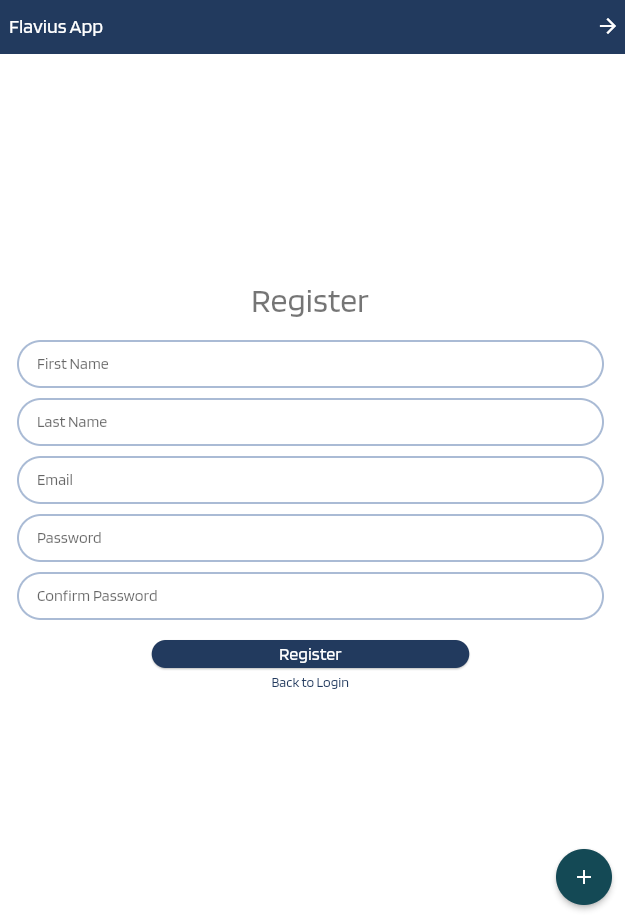 Flavius App
Register
First Name
Last Name
Email
Password
Confirm Password
Register
Back to Login